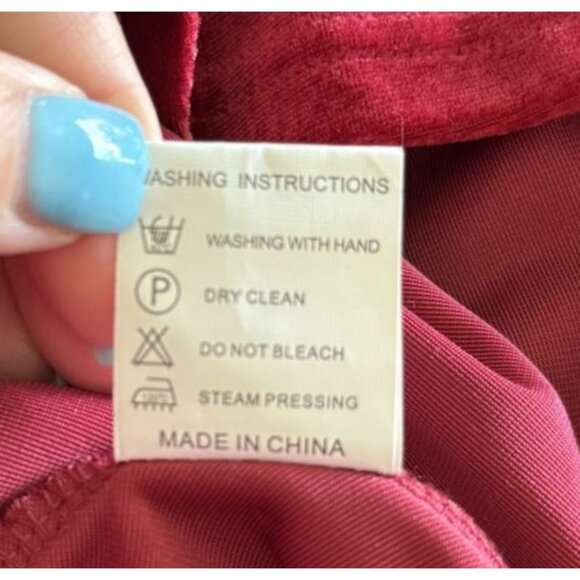 WASHING INSTRUCTIONS
WASHING WITH HAND
P DRY CLEAN
DO NOT BLEACH
STEAM PRESSING
MADE IN CHINA